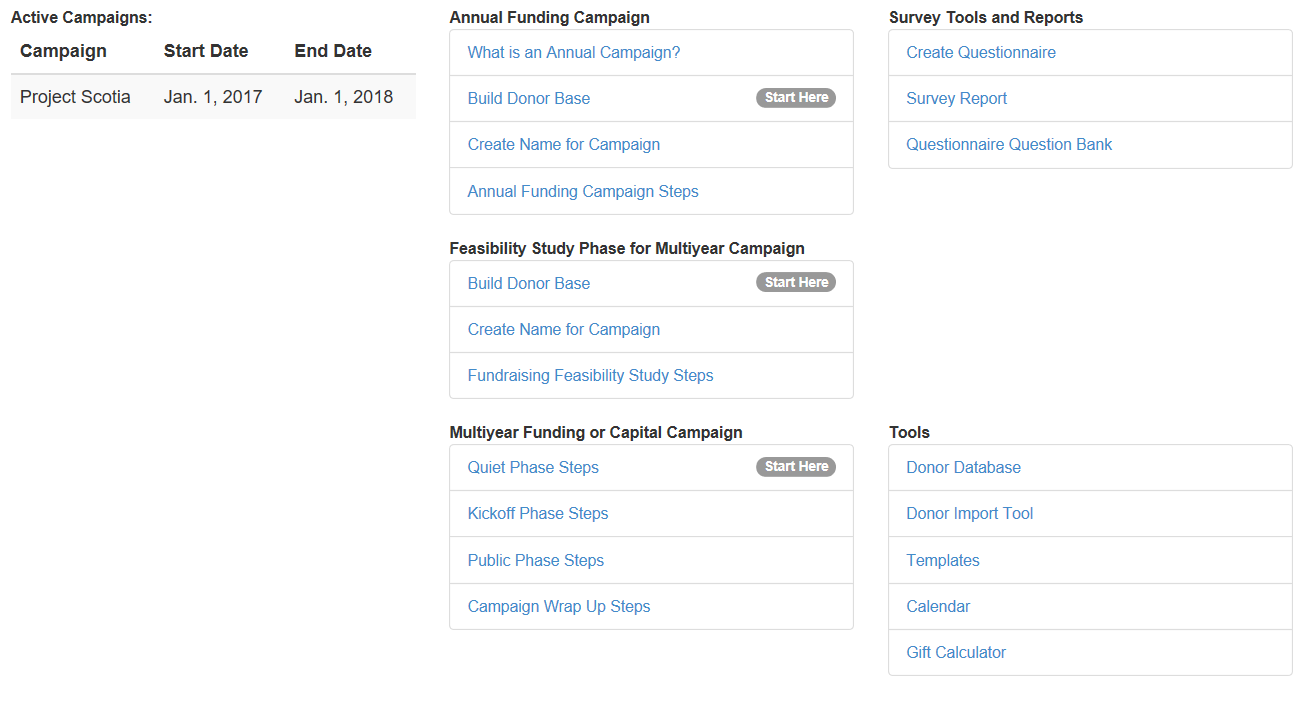 Active Campaigns:
Campaign Start Date End Date
Project Scotia Jan. 1, 2017 Jan. 1, 2018
Annual Funding Campaign
What is an Annual Campaign?
Build Donor Base Start Here
Create Name for Campaign
Annual Funding Campaign Steps
Feasibility Study Phase for Multiyear Campaign
Build Donor Base Start Here
Create Name for Campaign
Fundraising Feasibility Study Steps
Multiyear Funding or Capital Campaign
Quiet Phase Steps Start Here
Kickoff Phase Steps
Public Phase Steps
Campaign Wrap Up Steps
Survey Tools and Reports
Create Questionnaire
Survey Report
Questionnaire Question Bank
Tools
Donor Database
Donor Import Tool
Templates
Calendar
Gift Calculator